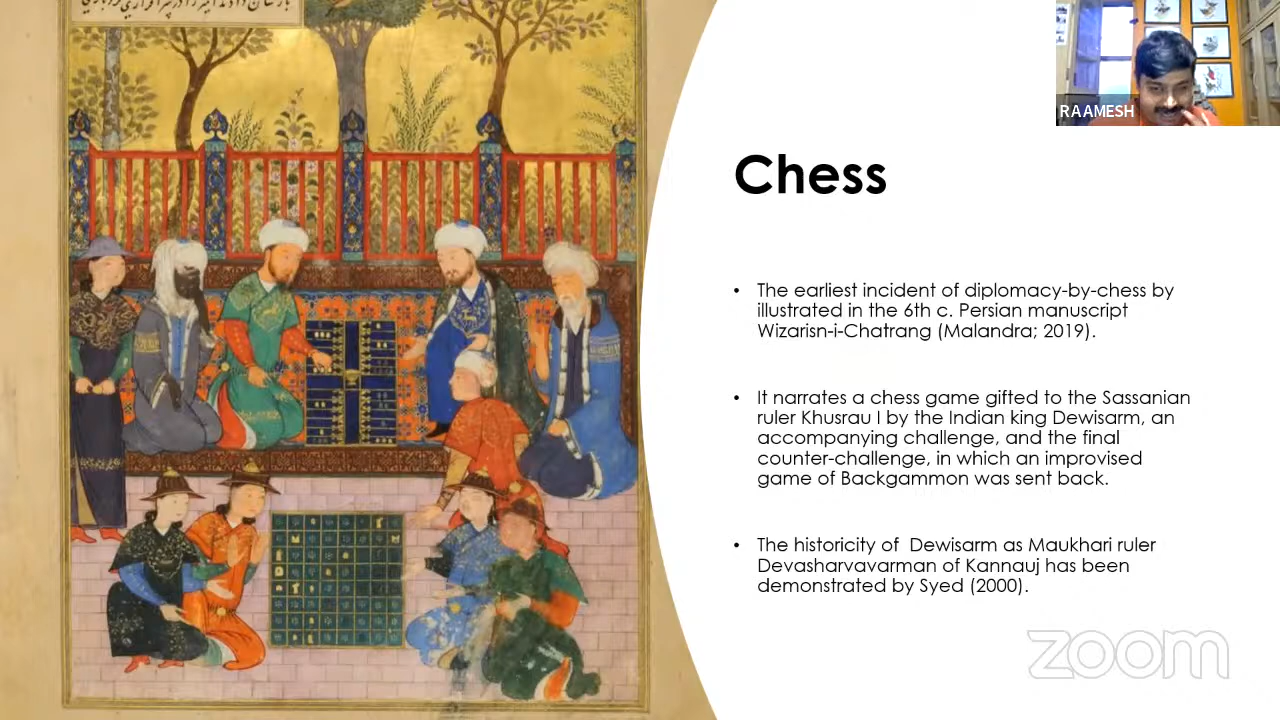 RAAMESH
Chess
• The earliest incident of diplomacy-by-chess by
illustrated in the 6th c. Persian manuscript
Wizarisn-i-Chatrang (Malandra; 2019).
• It narrates a chess game gifted to the Sassanian
ruler Khusrau I by the Indian king Dewisarm, an
accompanying challenge, and the final
counter-challenge, in which an improvised
game of Backgammon was sent back.
• The historicity of  Dewisarm as Maukhari ruler
Devasharvavarman of Kannauj has been
demonstrated by Syed (2000).
zoom